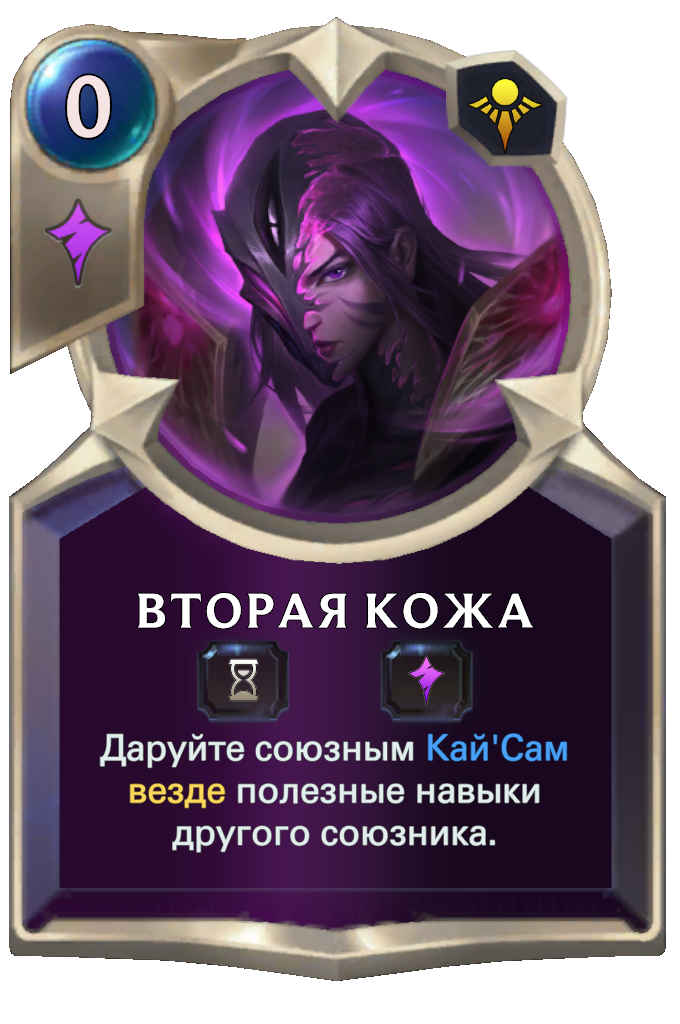 0
ВТОРАЯ КОЖА
Даруйте союзным Кай'Сам
везде полезные навыки
другого союзника.